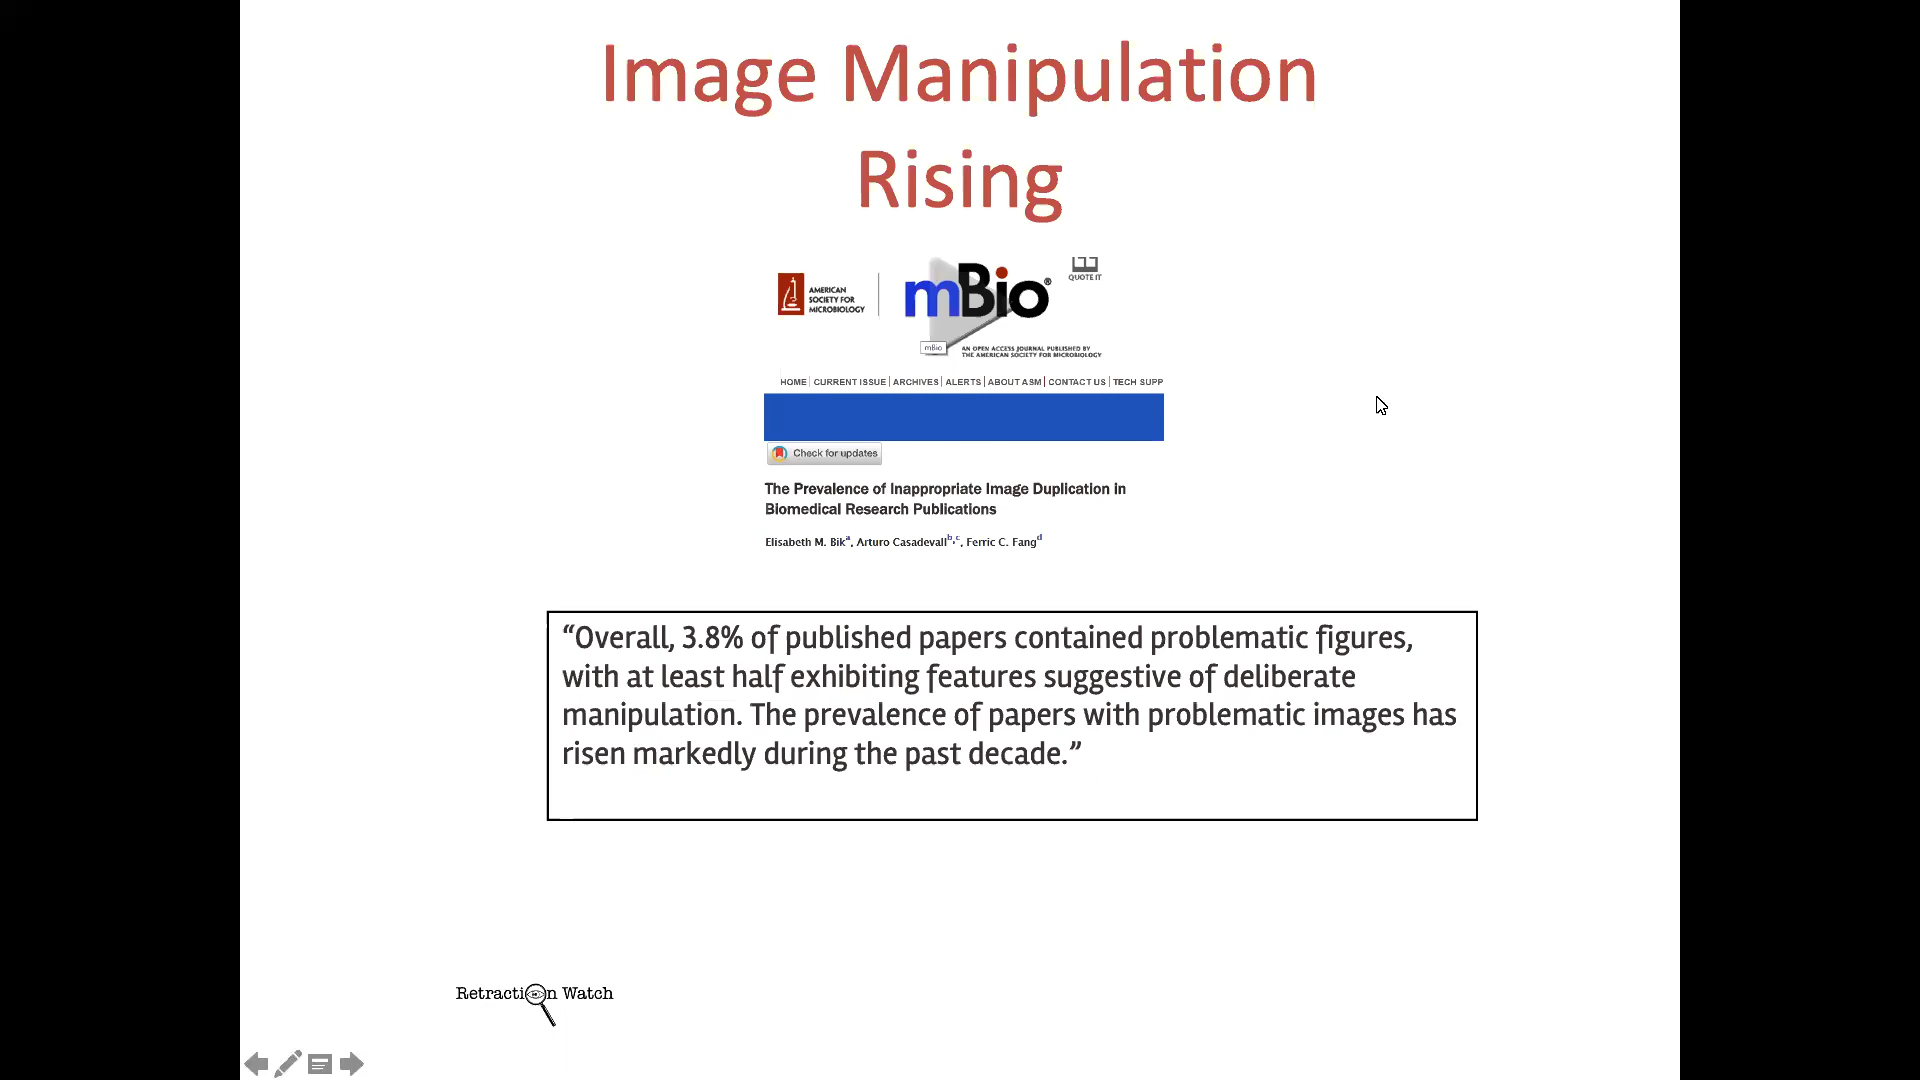 Image Manipulation
Rising
AMERICAN
SOCIETY FOR
MICROBIOLOGY
mBio®
QUOTE IT
mBio
AN OPEN ACCESS JOURNAL PUBLISHED BY
THE AMERICAN SOCIETY FOR MICROBIOLOGY
HOME | CURRENT ISSUE | ARCHIVES | ALERTS | ABOUT ASM | CONTACT US | TECH SUPP
Check for updates
The Prevalence of Inappropriate Image Duplication in
Biomedical Research Publications
Elisabeth M. Bikᵃ, Arturo Casadevallᵇ,ᶜ, Ferric C. Fangᵈ
“Overall, 3.8% of published papers contained problematic figures,
with at least half exhibiting features suggestive of deliberate
manipulation. The prevalence of papers with problematic images has
risen markedly during the past decade.”
Retraction Watch